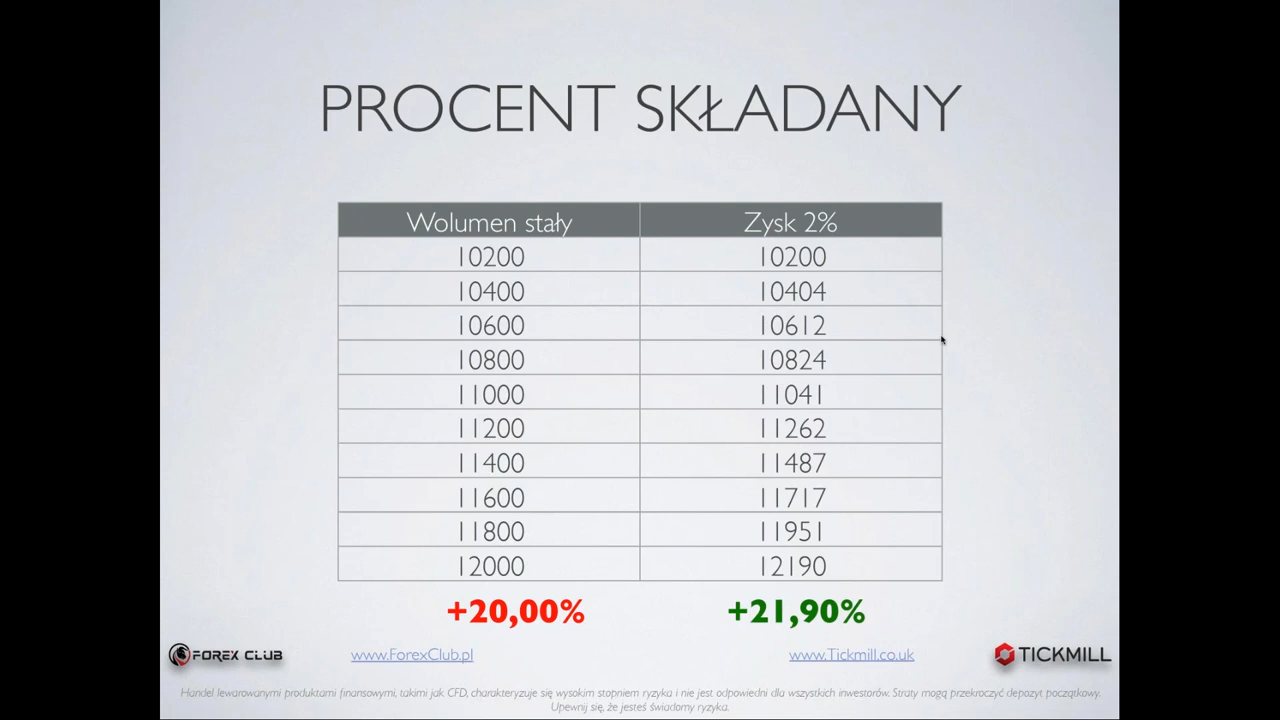 PROCENT SKŁADANY
Wolumen stały Zysk 2%
10200 10200
10400 10404
10600 10612
10800 10824
11000 11041
11200 11262
11400 11487
11600 11717
11800 11951
12000 12190
+20,00% +21,90%
FOREX CLUB www.ForexClub.pl www.Tickmill.co.uk TICKMILL
Handel lewarowanymi produktami finansowymi, takimi jak CFD, charakteryzuje się wysokim stopniem ryzyka i nie jest odpowiedni dla wszystkich inwestorów. Straty mogą przekroczyć depozyt początkowy.
Upewnij się, że jesteś świadomy ryzyka.